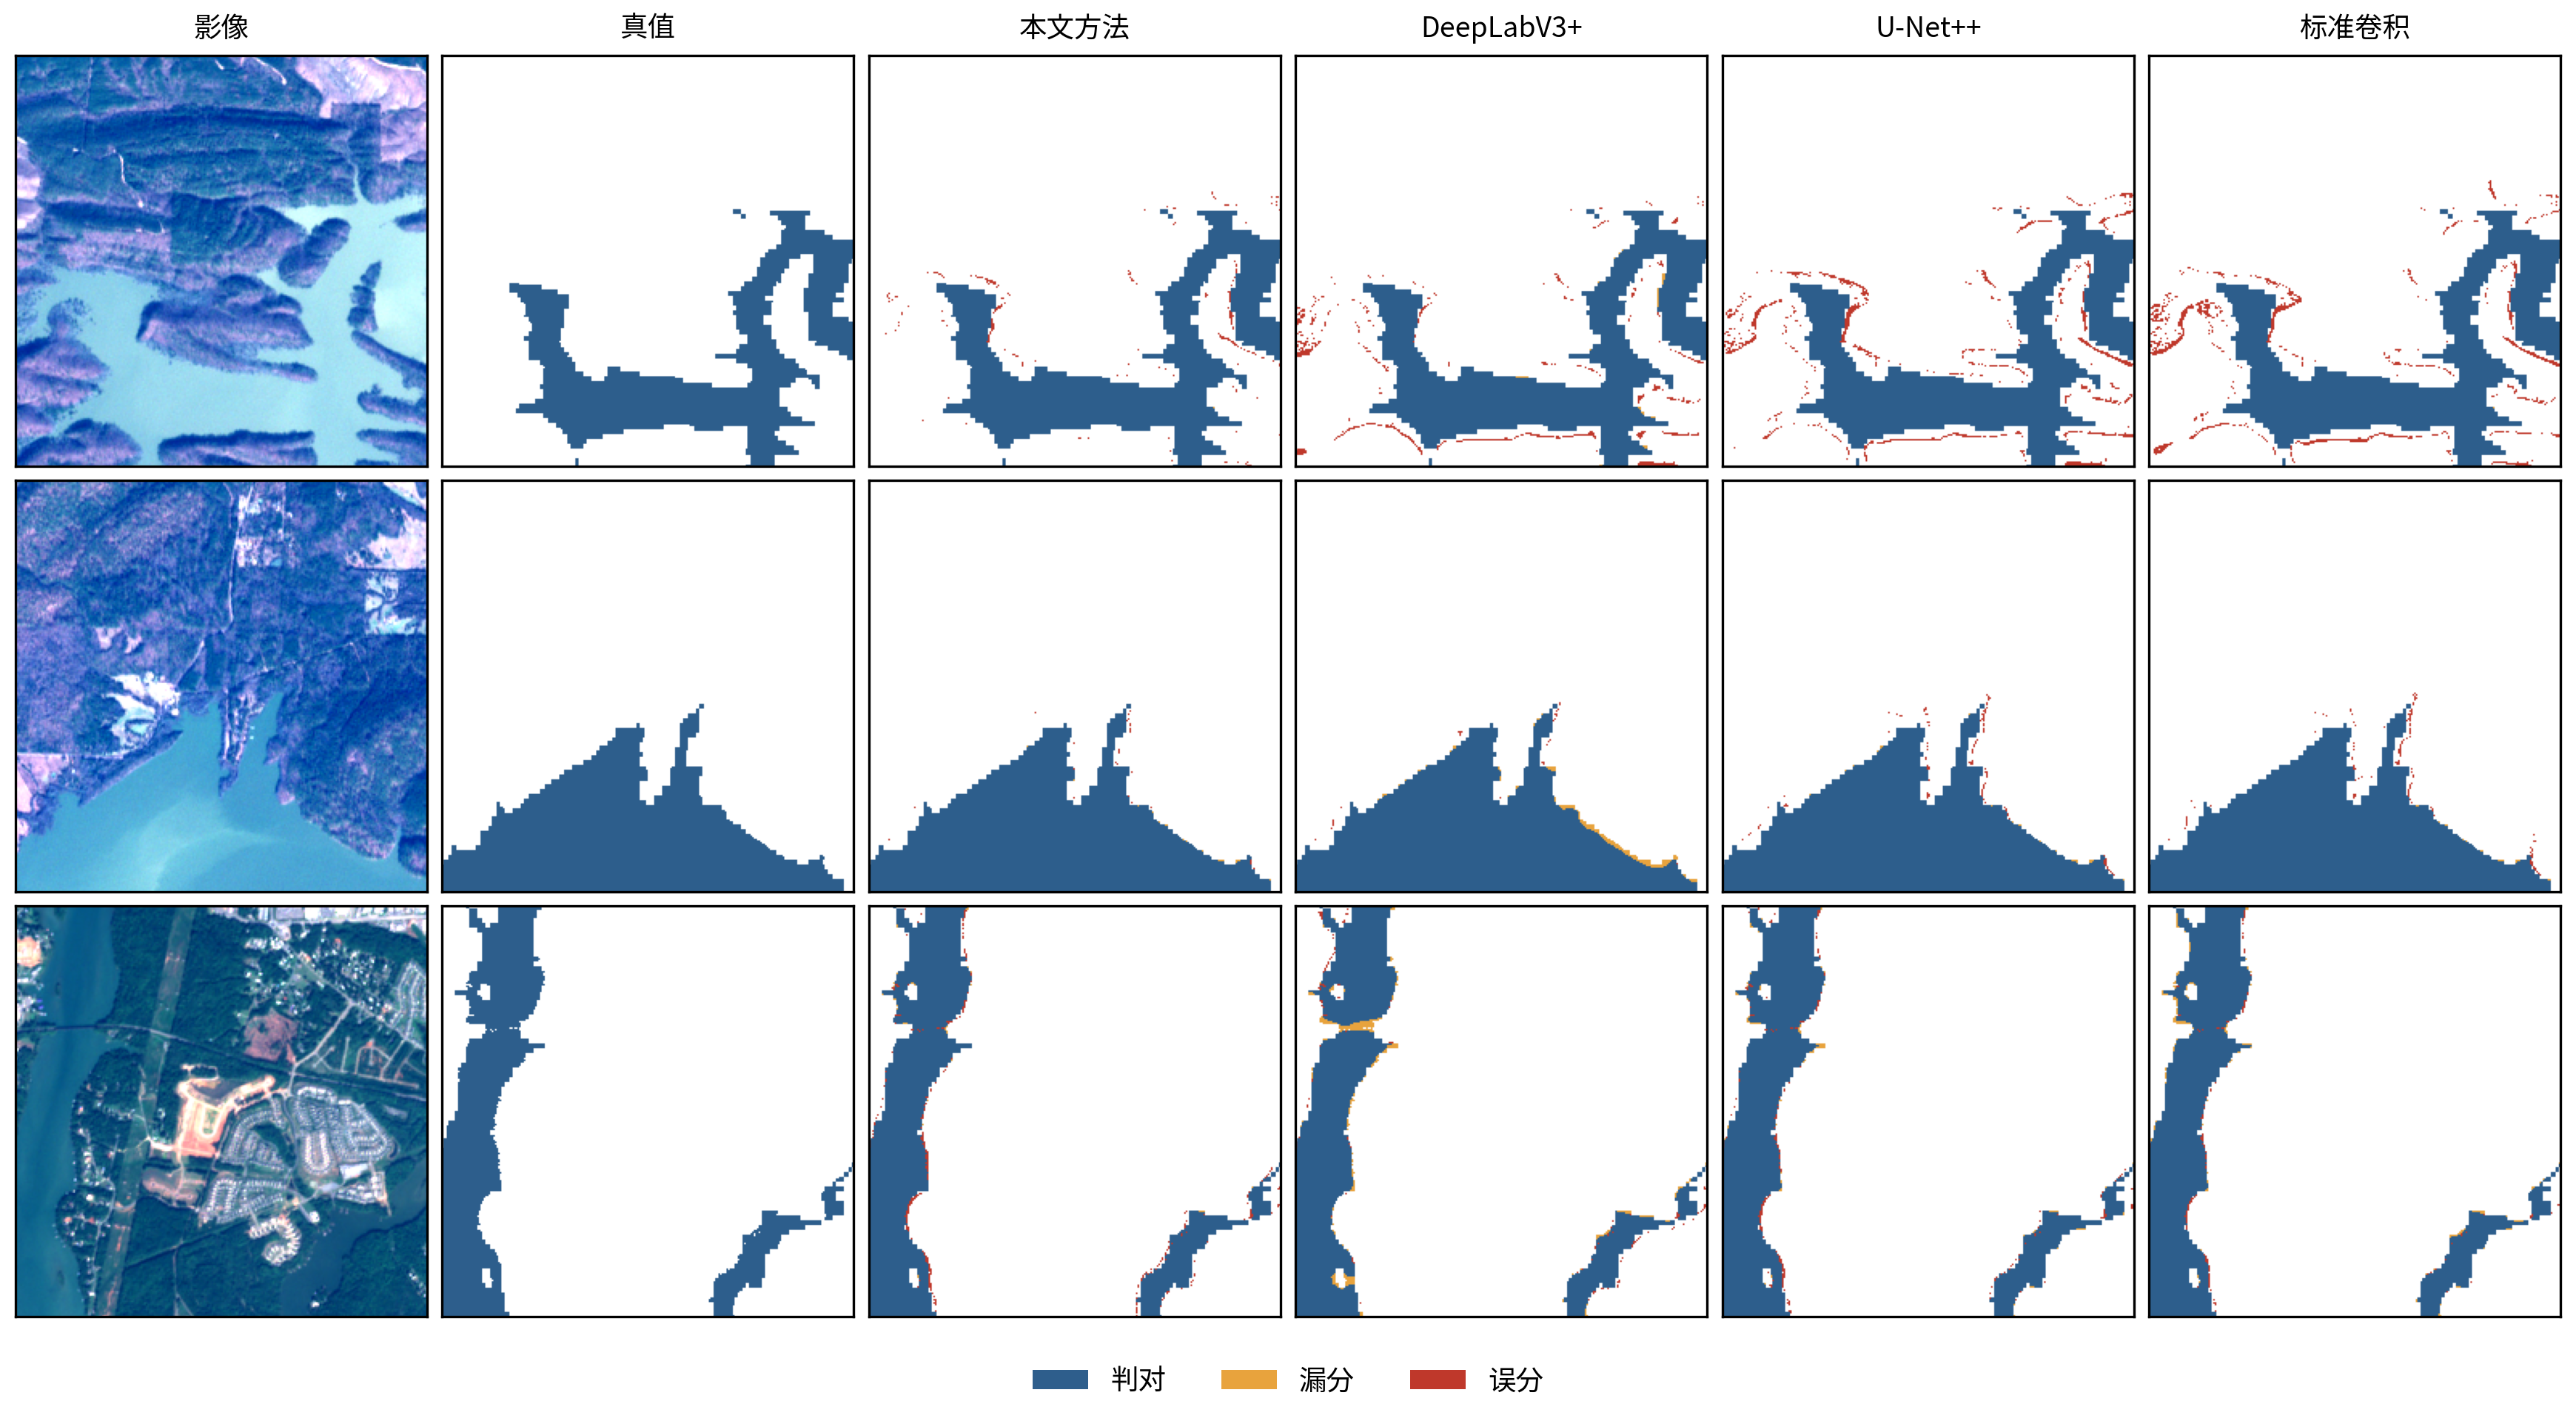 影像 真值 本文方法 DeepLabV3+ U-Net++ 标准卷积
判对 漏分 误分